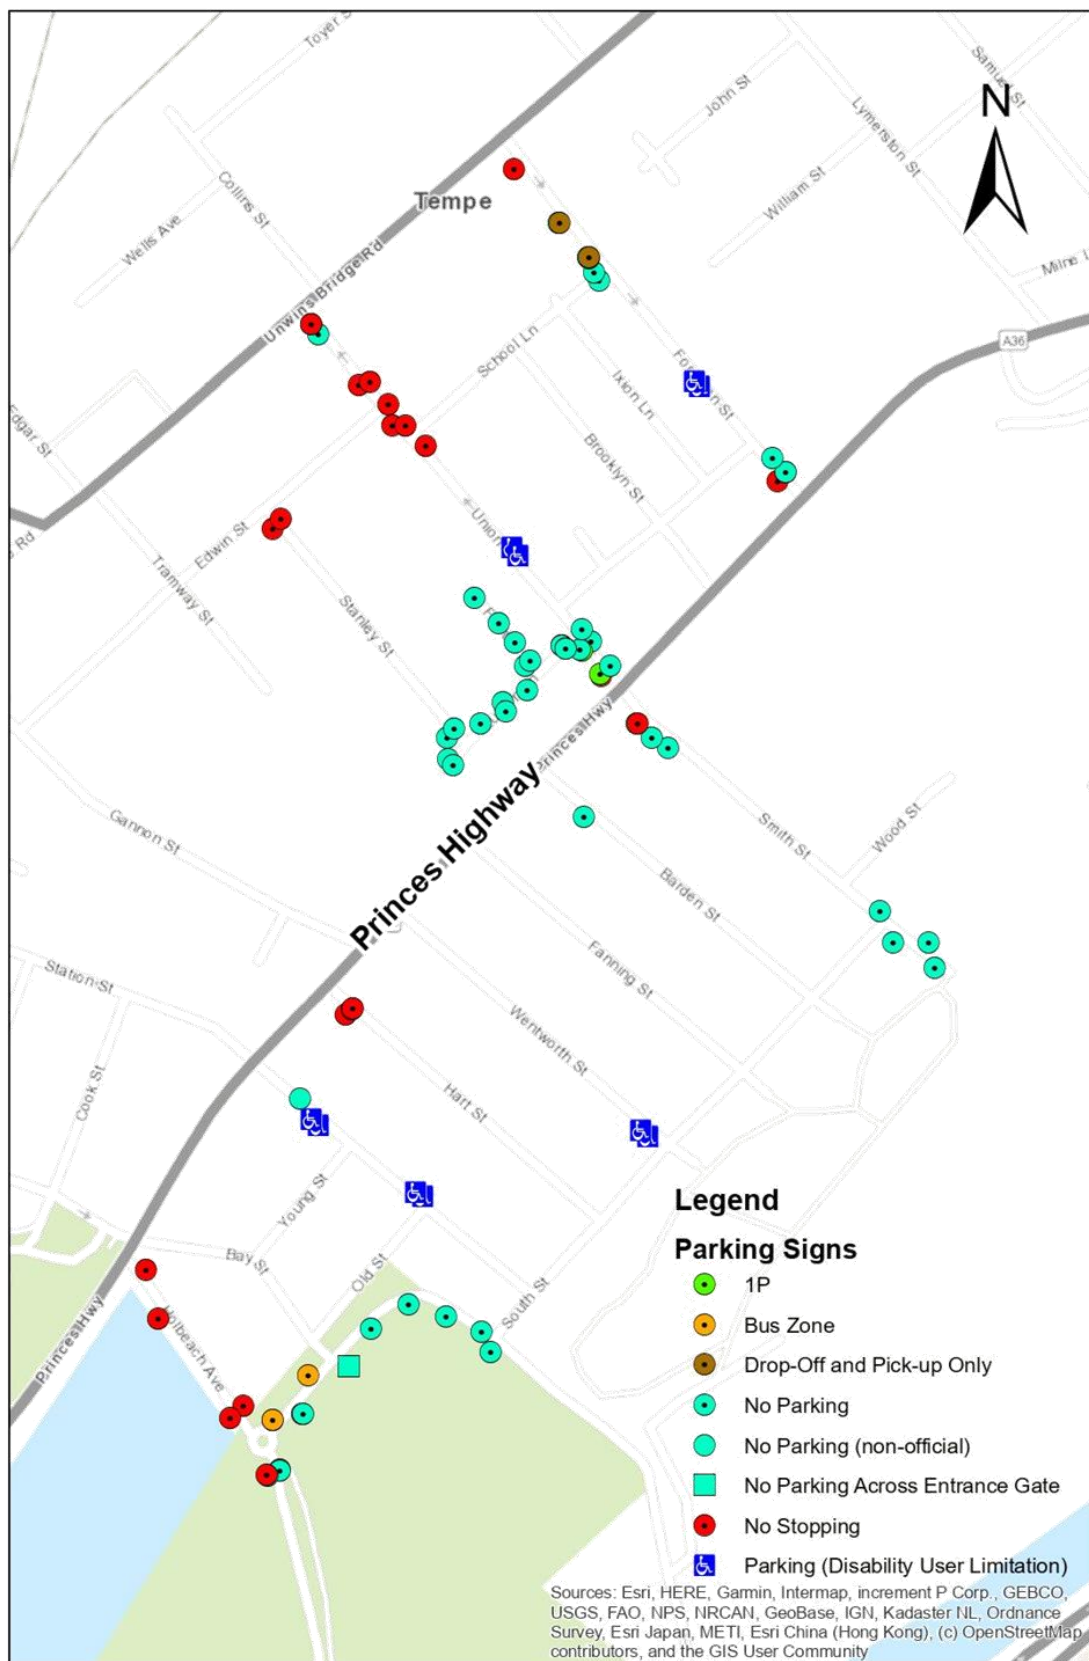 Toyer S
Samuel St
John St
Lymerston St
N
Collins St
Tempe
William St
Wells Ave
Milne L
Unwins Bridge Rd
A36
School Ln
Ixion Ln
Edgar St
Brooklyn St
Union
Rd
Edwin St
Tramway St
Stanley St
Princes Hwy
Princes Highway
Gannon St
Smith St
Wood St
Barden St
Fanning St
Station St
Wentworth St
Cook St
Hart St
Young St
Bay St
Old St
South St
Princes Hwy
Holbeach Ave
Legend
Parking Signs
1P
Bus Zone
Drop-Off and Pick-up Only
No Parking
No Parking (non-official)
No Parking Across Entrance Gate
No Stopping
Parking (Disability User Limitation)
Sources: Esri, HERE, Garmin, Intermap, increment P Corp., GEBCO,
USGS, FAO, NPS, NRCAN, GeoBase, IGN, Kadaster NL, Ordnance
Survey, Esri Japan, METI, Esri China (Hong Kong), (c) OpenStreetMap
contributors, and the GIS User Community